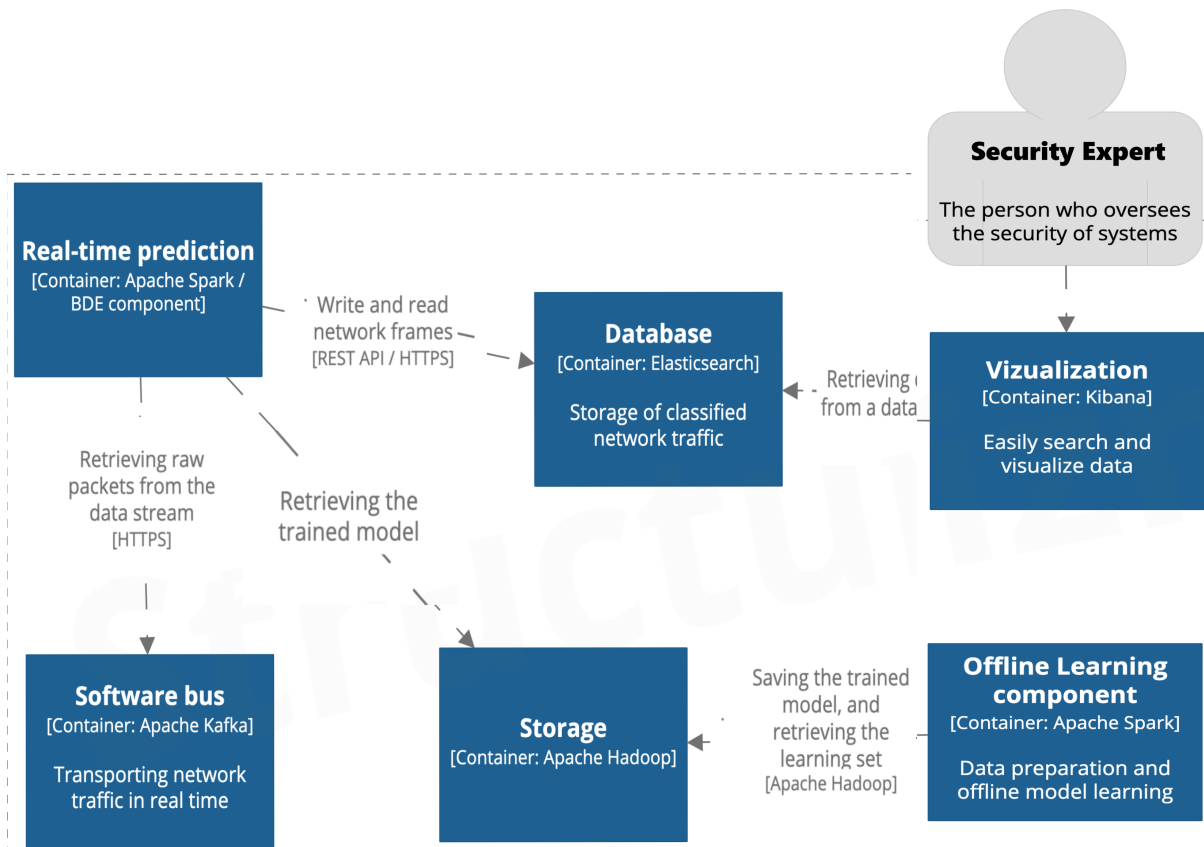 Security Expert
The person who oversees
the security of systems
Real-time prediction
[Container: Apache Spark /
BDE component]
Write and read
network frames
[REST API / HTTPS]
Database
[Container: Elasticsearch]
Storage of classified
network traffic
Retrieving
from a data
Vizualization
[Container: Kibana]
Easily search and
visualize data
Retrieving raw
packets from the
data stream
[HTTPS]
Retrieving the
trained model
Software bus
[Container: Apache Kafka]
Transporting network
traffic in real time
Storage
[Container: Apache Hadoop]
Saving the trained
model, and
retrieving the
learning set
[Apache Hadoop]
Offline Learning
component
[Container: Apache Spark]
Data preparation and
offline model learning